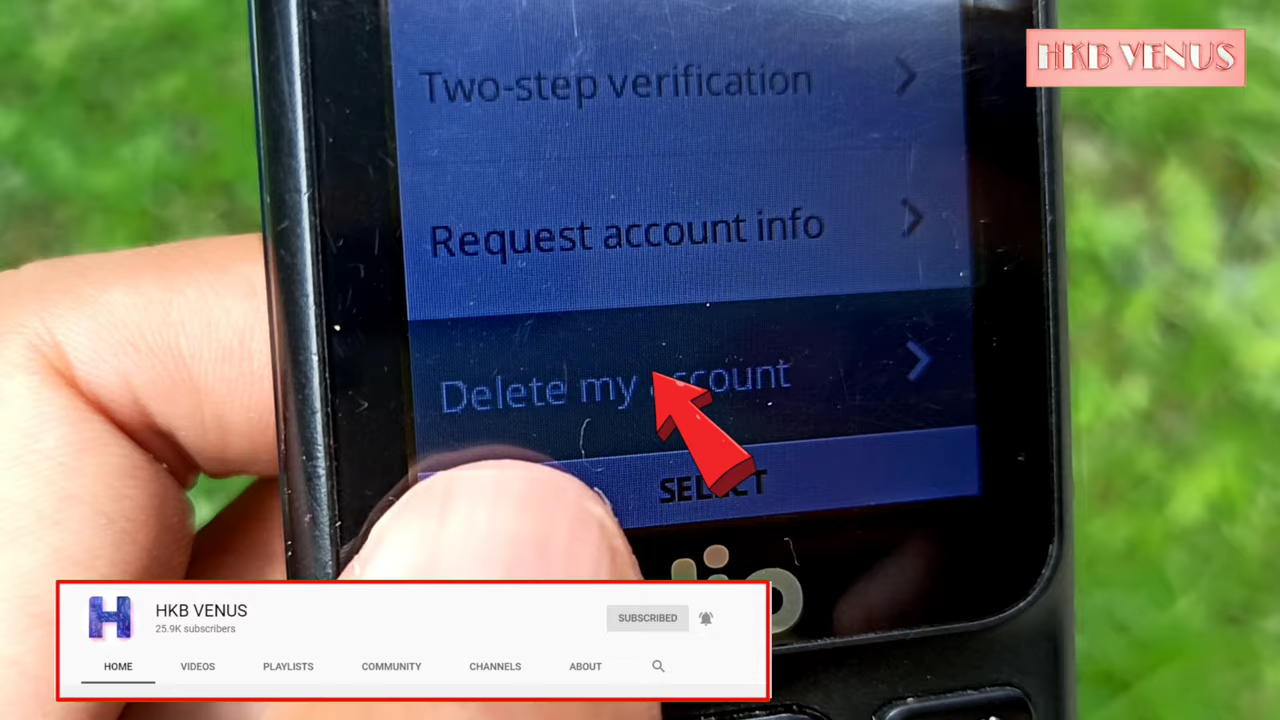 HKB VENUS
Two-step verification
Request account info
Delete my account
SELECT
Jio
HKB VENUS
25.9K subscribers
SUBSCRIBED
HOME VIDEOS PLAYLISTS COMMUNITY CHANNELS ABOUT